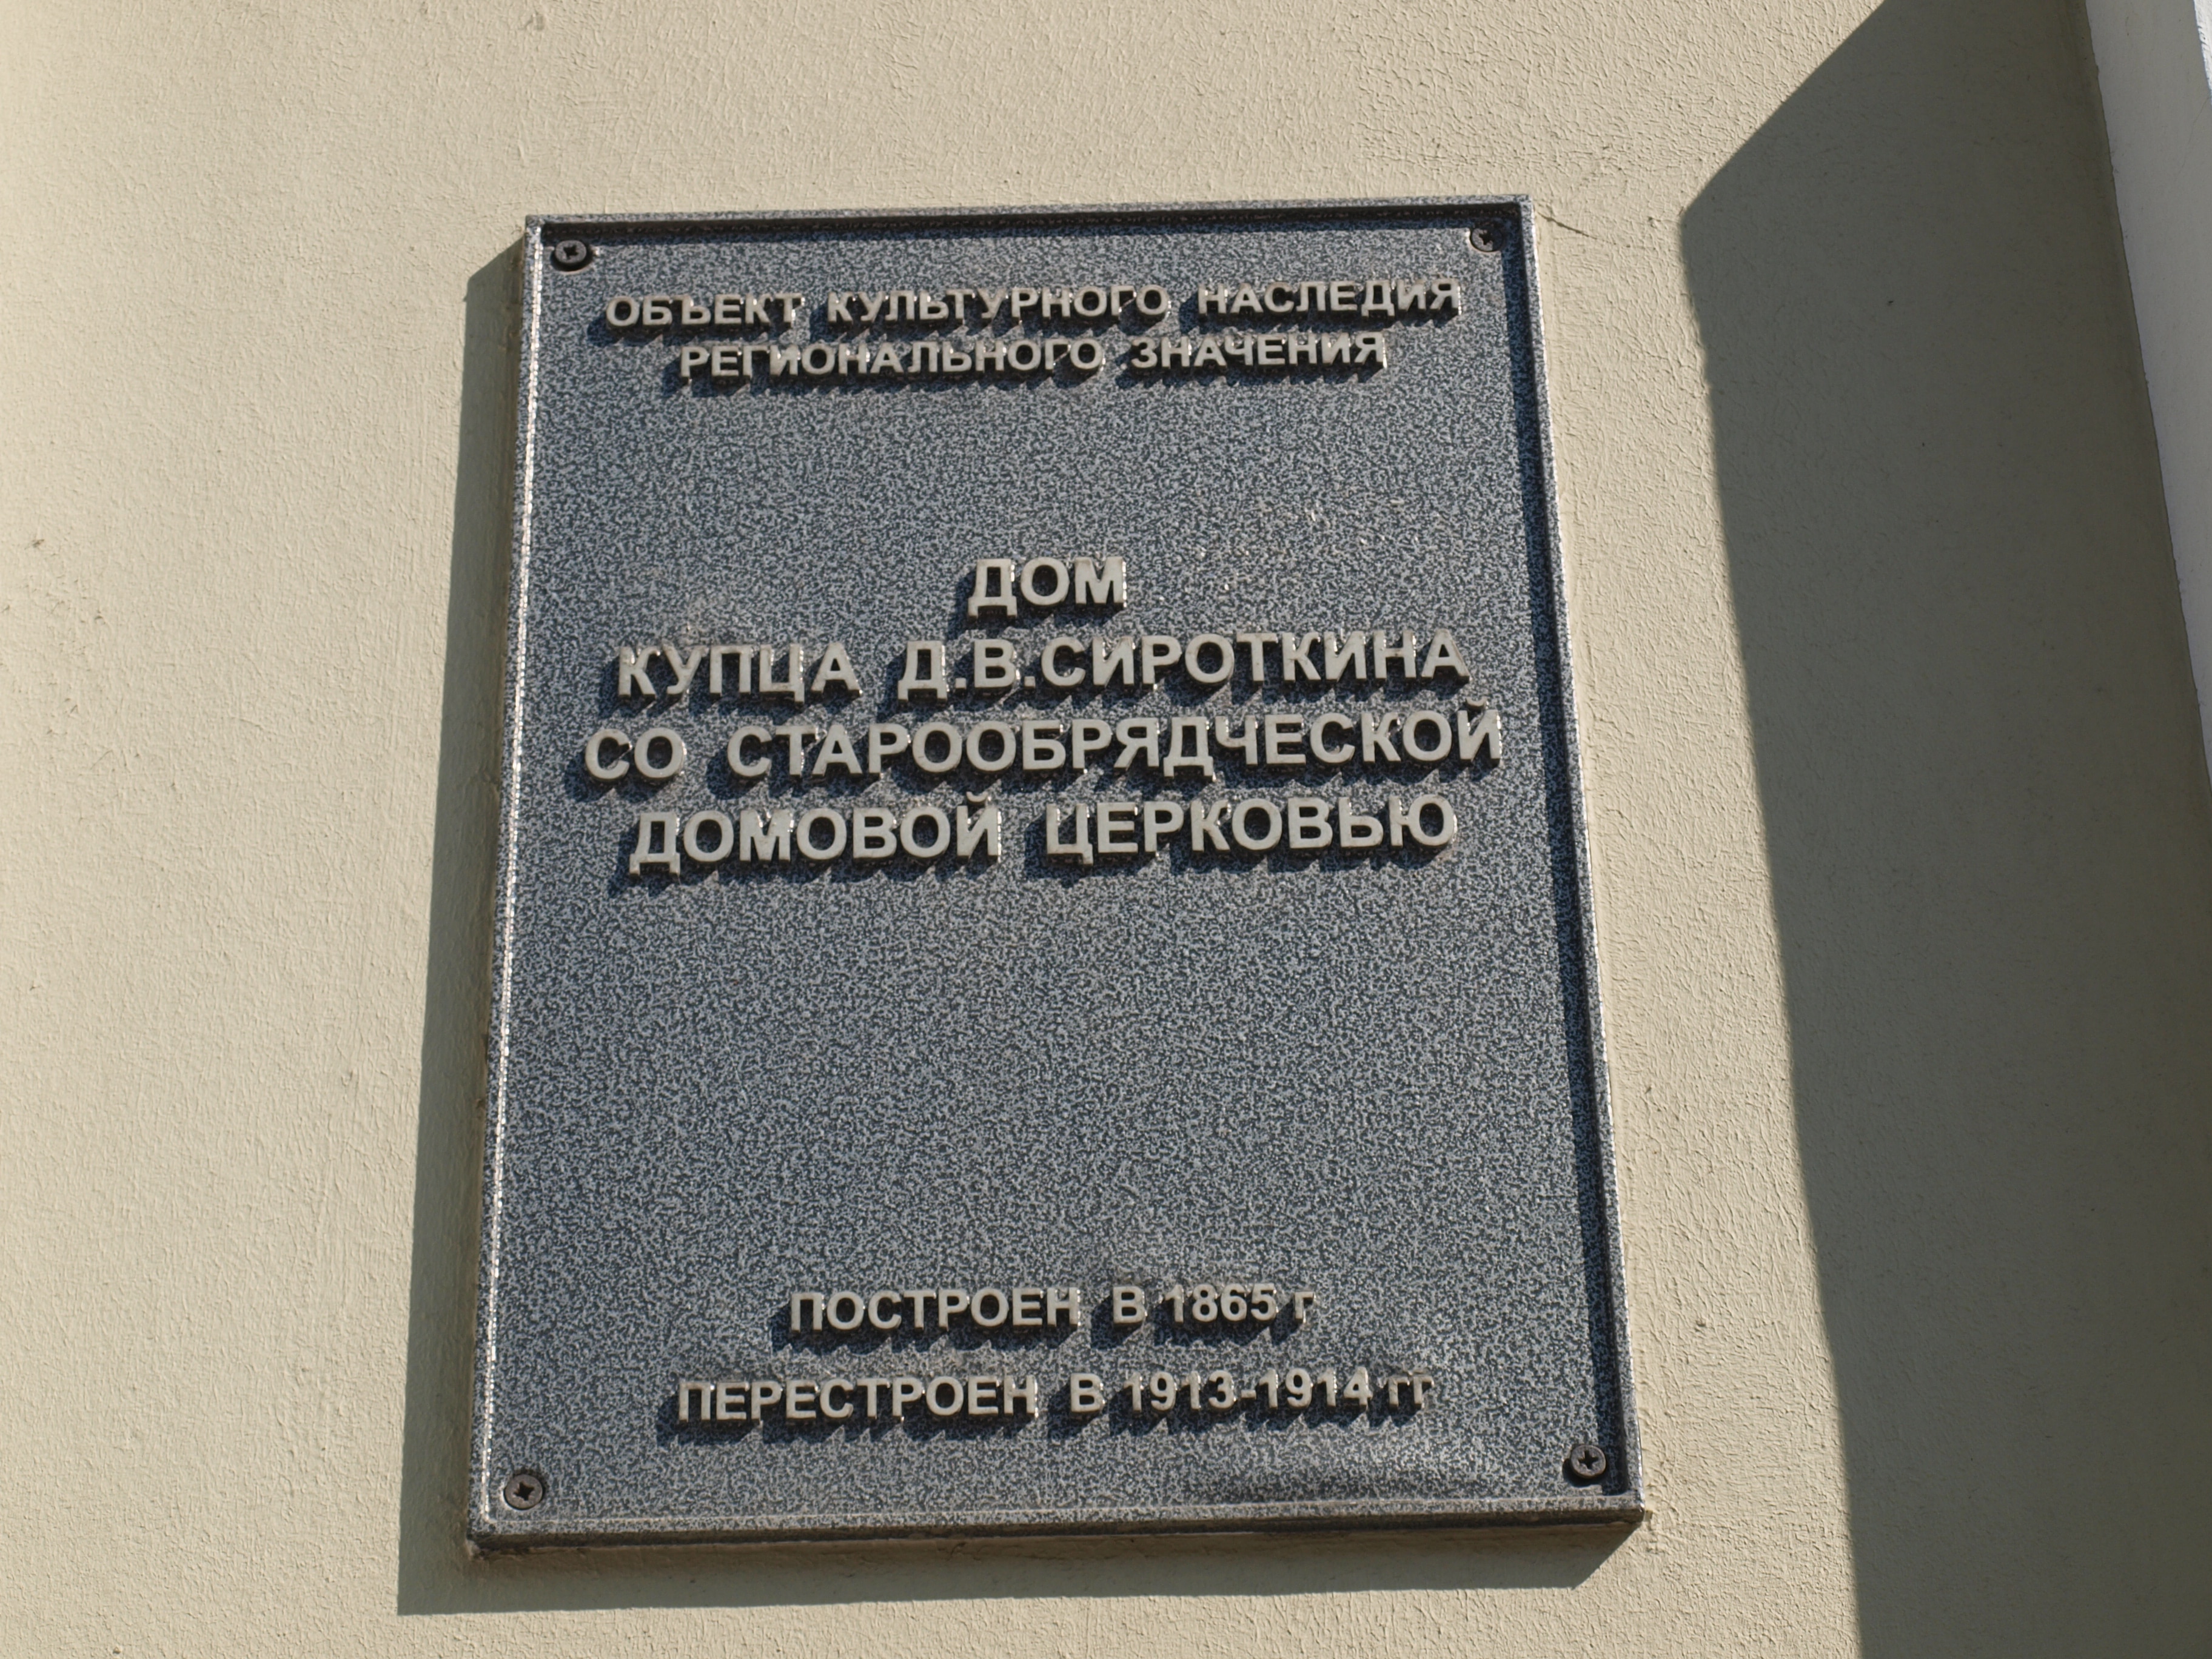 ОБЪЕКТ КУЛЬТУРНОГО НАСЛЕДИЯ
РЕГИОНАЛЬНОГО ЗНАЧЕНИЯ
ДОМ
КУПЦА Д.В.СИРОТКИНА
СО СТАРООБРЯДЧЕСКОЙ
ДОМОВОЙ ЦЕРКОВЬЮ
ПОСТРОЕН В 1865 г
ПЕРЕСТРОЕН В 1913-1914 гг